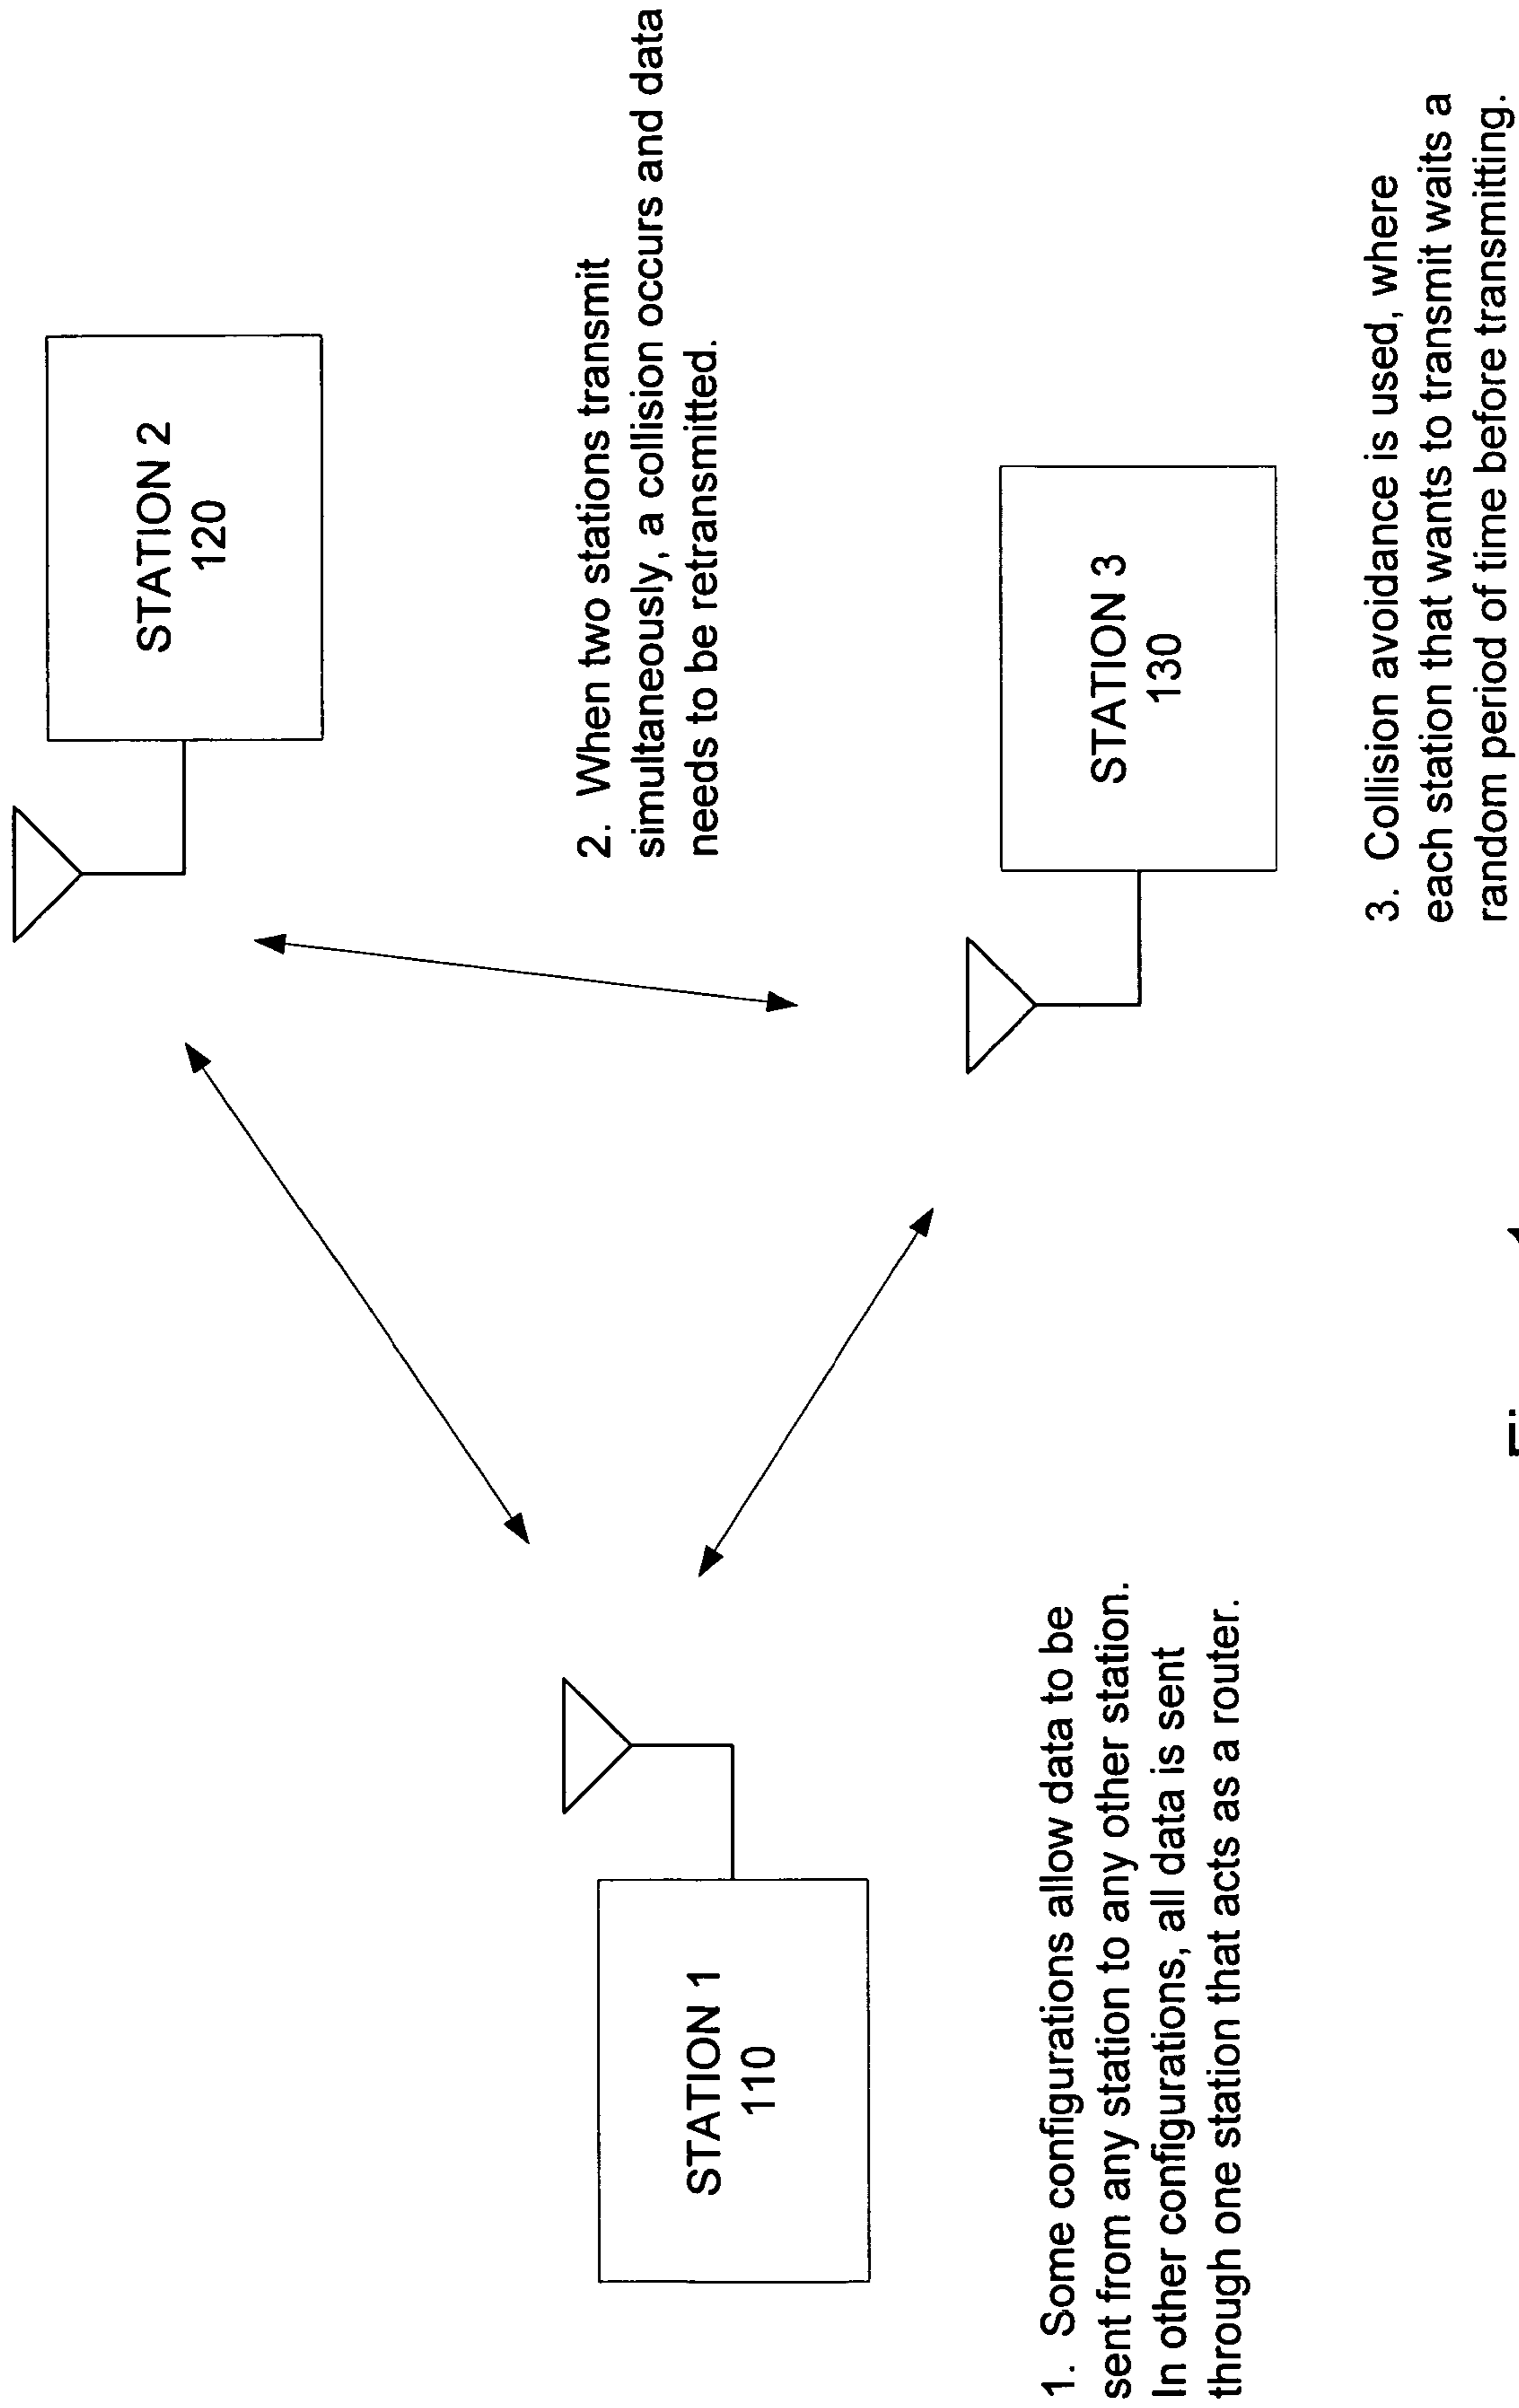 STATION 2
120
2. When two stations transmit
simultaneously, a collision occurs and data
needs to be retransmitted.
STATION 1
110
STATION 3
130
1. Some configurations allow data to be
sent from any station to any other station.
In other configurations, all data is sent
through one station that acts as a router.
3. Collision avoidance is used, where
each station that wants to transmit waits a
random period of time before transmitting.